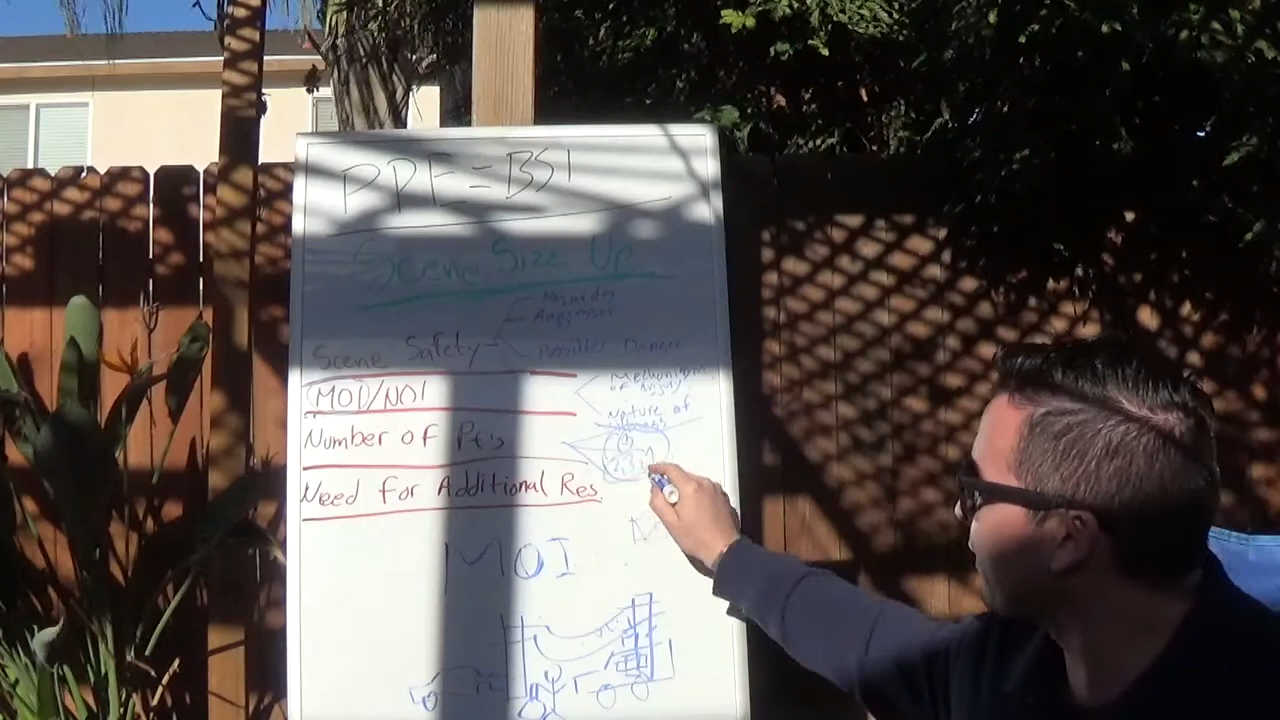 PPE = BSI
Scene Size Up
Hazards
Aggressor
Scene Safety
Possible Danger
Mechanism
of injury
MOI/NOI
Nature of
illness
Number of Pt's
Need for Additional Res.
MOI